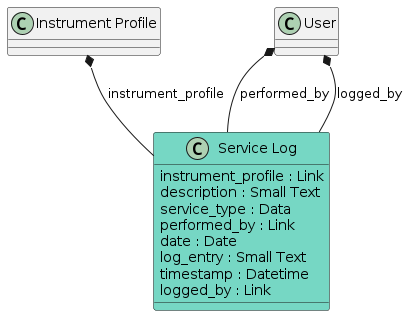 C Instrument Profile
C User
instrument_profile
performed_by
logged_by
C Service Log
instrument_profile : Link
description : Small Text
service_type : Data
performed_by : Link
date : Date
log_entry : Small Text
timestamp : Datetime
logged_by : Link